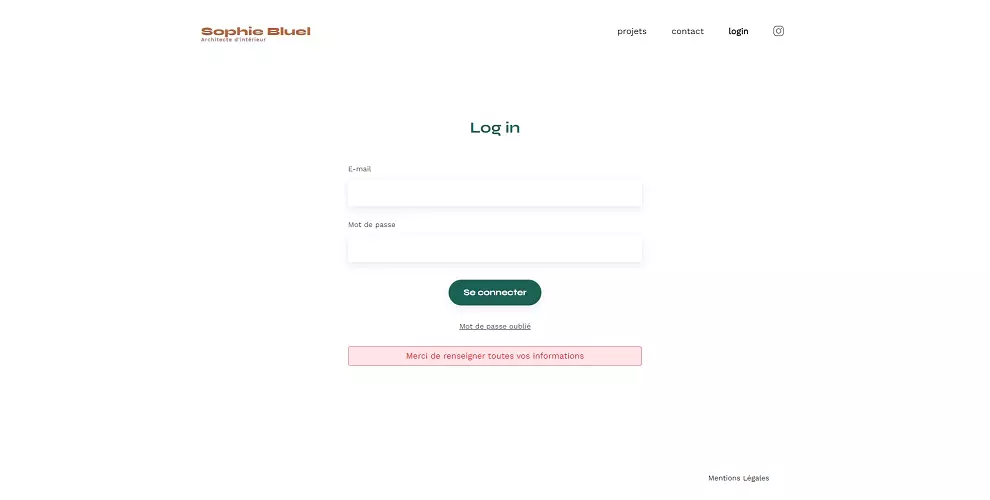 Sophie Bluel
Architecte d'intérieur
projets
contact
login
Log in
E-mail
Mot de passe
Se connecter
Mot de passe oublié
Merci de renseigner toutes vos informations
Mentions Légales